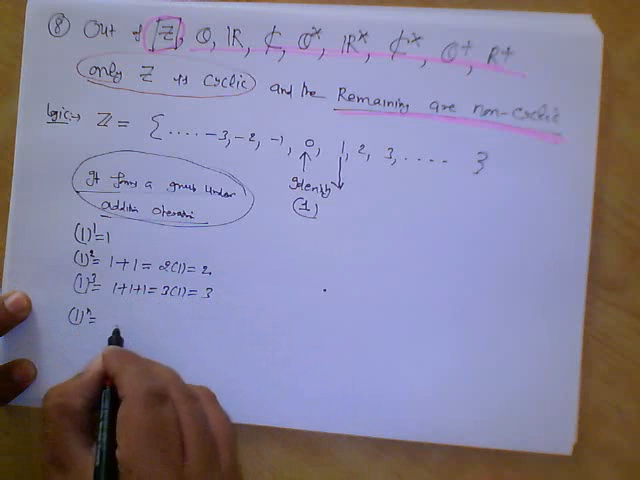 ⑧ Out of ℤ, Q, ℝ, ₵, Q*, ℝ*, ₵*, Q⁺, R⁺
only ℤ is cyclic and the Remaining are non-cyclic
logic:→ ℤ = { .... -3, -2, -1, 0, 1, 2, 3, .... }
It forms a group under
addition
identity
(1)
(1)¹ = 1
(1)² = 1+1 = 2(1) = 2
(1)³ = 1+1+1 = 3(1) = 3
(1)ⁿ =